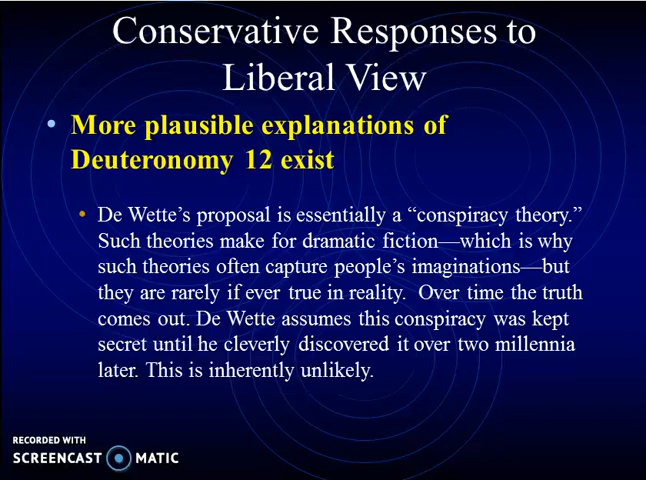 Conservative Responses to
Liberal View
• More plausible explanations of
Deuteronomy 12 exist
• De Wette's proposal is essentially a “conspiracy theory.”
Such theories make for dramatic fiction—which is why
such theories often capture people's imaginations—but
they are rarely if ever true in reality. Over time the truth
comes out. De Wette assumes this conspiracy was kept
secret until he cleverly discovered it over two millennia
later. This is inherently unlikely.
RECORDED WITH
SCREENCAST MATIC